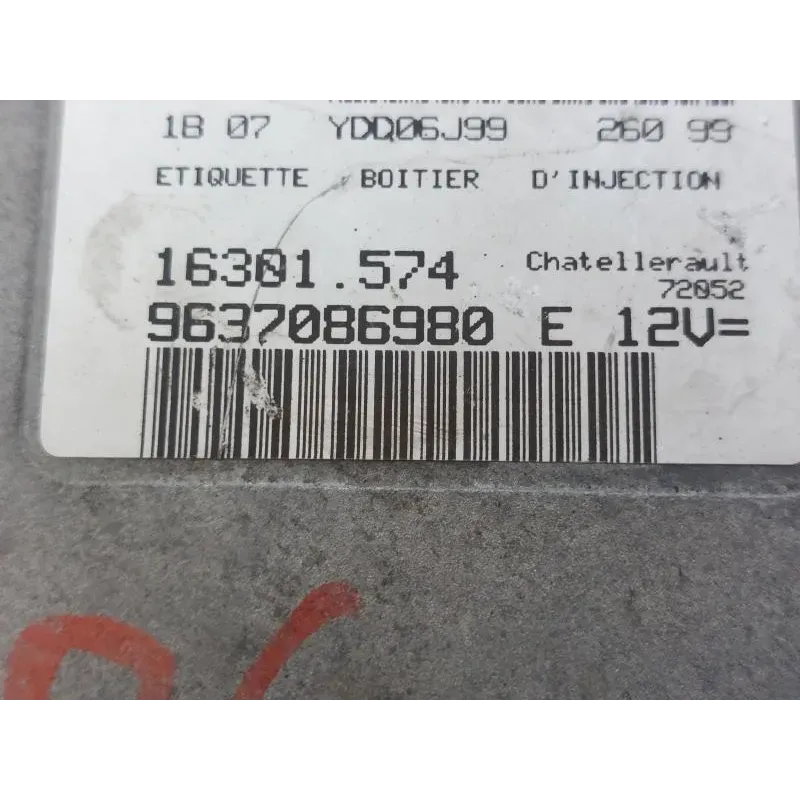 18 07 YDQ06J99 260 99
ETIQUETTE BOITIER D'INJECTION
16301.574 Chatellerault
72052
9637086980 E 12V=